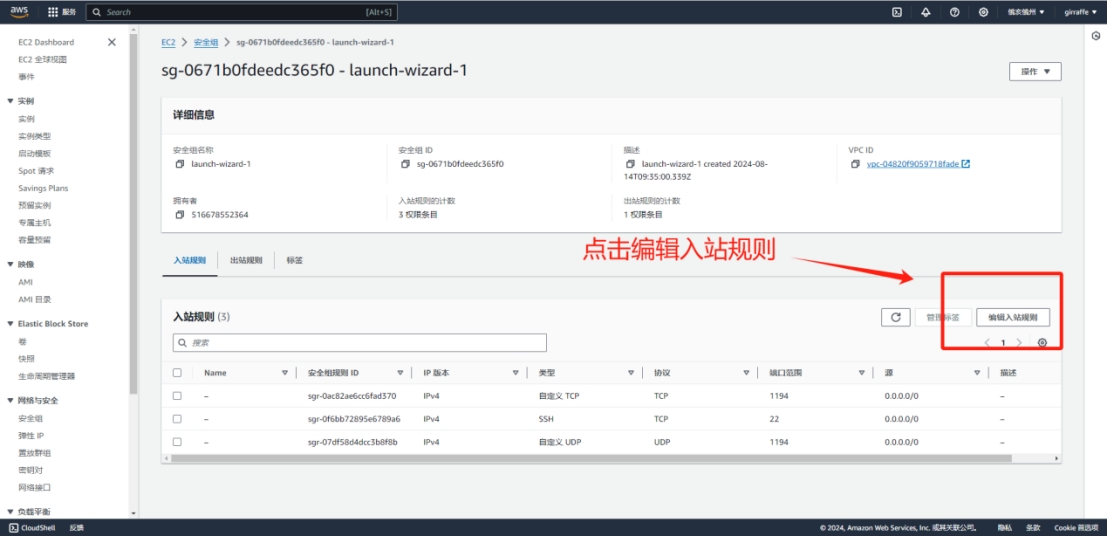 aws
服务
Search
[Alt+S]
俄亥俄州
girraffe
EC2 Dashboard
EC2 全球视图
事件
实例
实例
实例类型
启动模板
Spot 请求
Savings Plans
预留实例
专属主机
容量预留
映像
AMI
AMI 目录
Elastic Block Store
卷
快照
生命周期管理器
网络与安全
安全组
弹性 IP
置放群组
密钥对
网络接口
负载平衡
EC2 > 安全组 > sg-0671b0fdeedc365f0 - launch-wizard-1
sg-0671b0fdeedc365f0 - launch-wizard-1
操作
详细信息
安全组名称
launch-wizard-1
安全组 ID
sg-0671b0fdeedc365f0
描述
launch-wizard-1 created 2024-08-
14T09:35:00.339Z
VPC ID
vpc-04820f9059718fade
拥有者
516678552364
入站规则的计数
3 权限条目
出站规则的计数
1 权限条目
点击编辑入站规则
入站规则
出站规则
标签
入站规则 (3)
管理标签
编辑入站规则
搜索
1
Name 安全组规则 ID IP 版本 类型 协议 端口范围 源 描述
– sgr-0ac82ae6cc6fad370 IPv4 自定义 TCP TCP 1194 0.0.0.0/0 –
– sgr-0f6bb72895e6789a6 IPv4 SSH TCP 22 0.0.0.0/0 –
– sgr-07df58d4dcc3b8f8b IPv4 自定义 UDP UDP 1194 0.0.0.0/0 –
CloudShell 反馈
© 2024, Amazon Web Services, Inc. 或其关联公司。 隐私 条款 Cookie 首选项